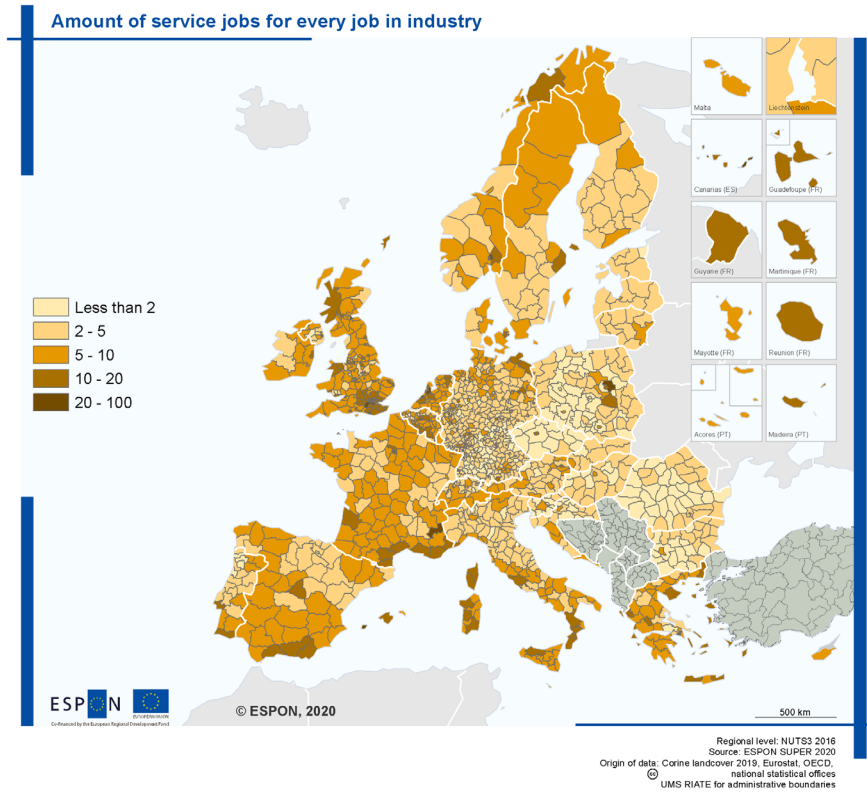 Amount of service jobs for every job in industry
Malta
Liechtenstein
Canarias (ES)
Guadeloupe (FR)
Guyane (FR)
Martinique (FR)
Less than 2
2 - 5
5 - 10
10 - 20
20 - 100
Mayotte (FR)
Reunion (FR)
Acores (PT)
Madeira (PT)
ESPON
EUROPEAN UNION
Co-financed by the European Regional Development Fund
© ESPON, 2020
500 km
Regional level: NUTS3 2016
Source: ESPON SUPER 2020
Origin of data: Corine landcover 2019, Eurostat, OECD,
cc national statistical offices
UMS RIATE for administrative boundaries